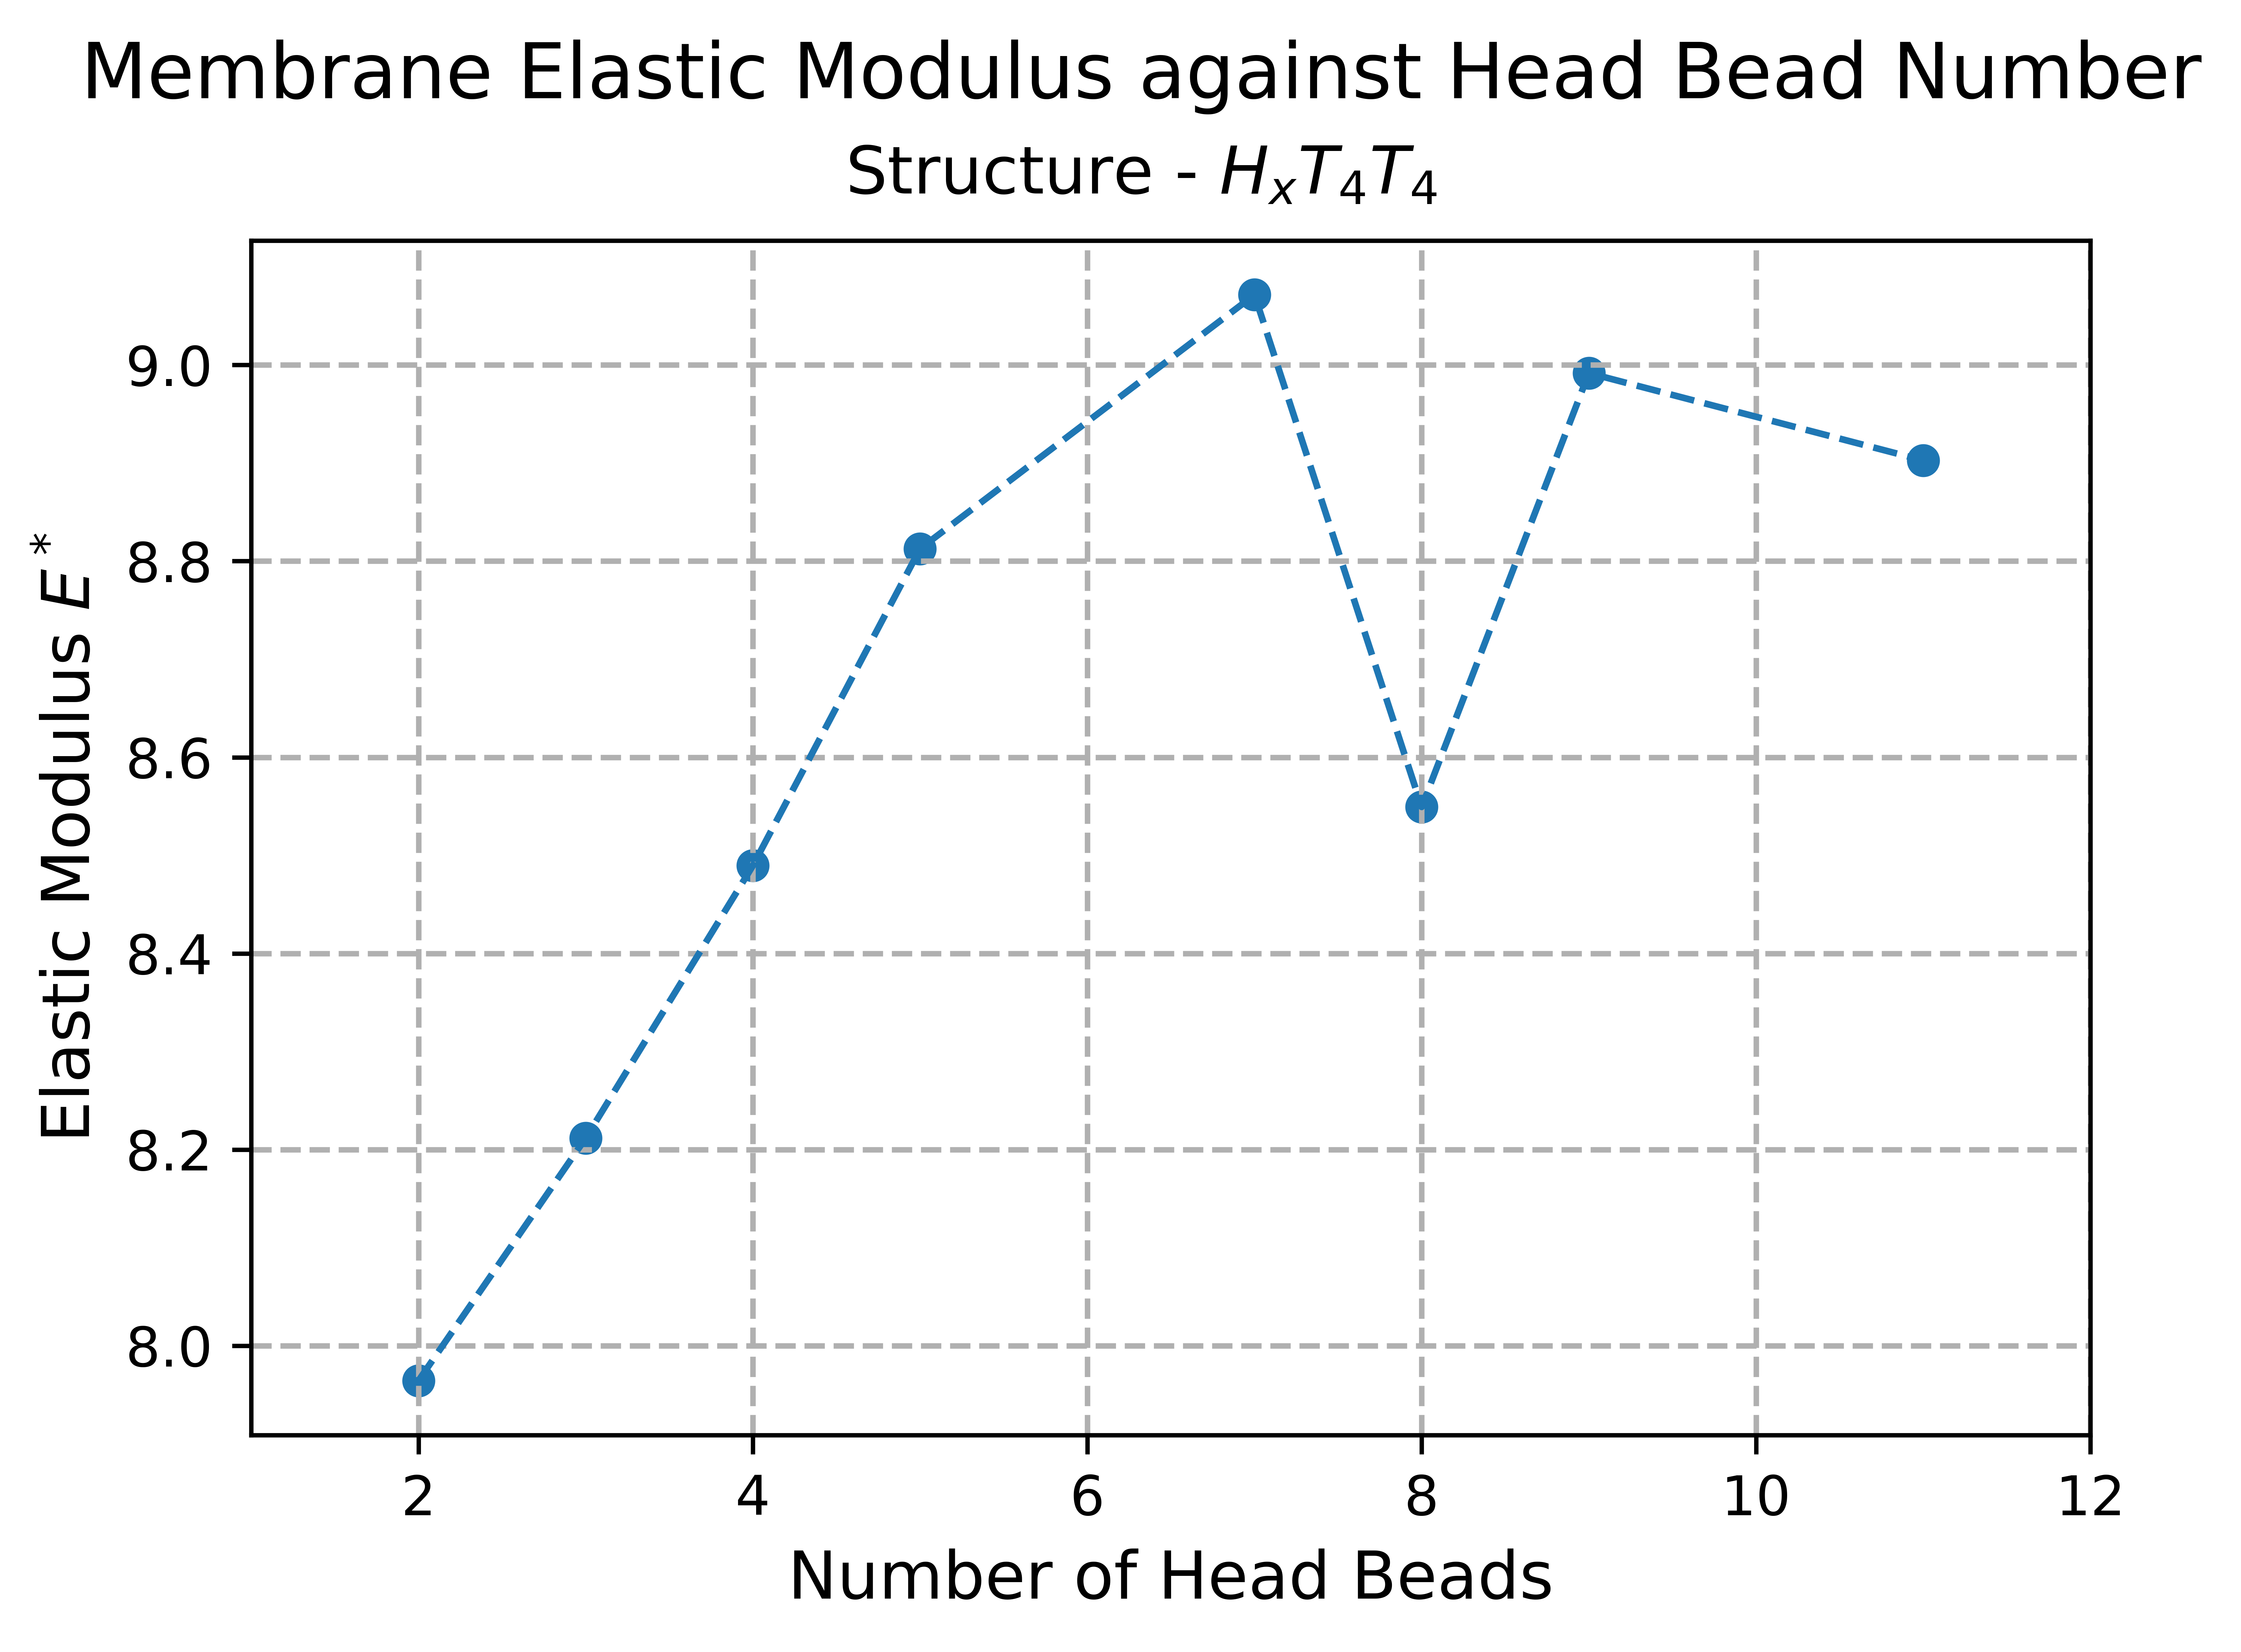 Membrane Elastic Modulus against Head Bead Number
Structure - HₓT₄T₄
Elastic Modulus E*
9.0
8.8
8.6
8.4
8.2
8.0
2 4 6 8 10 12
Number of Head Beads